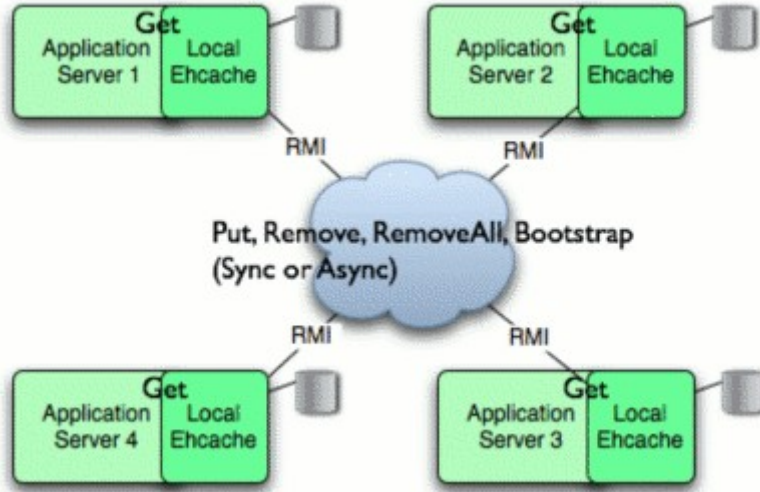 Get
Application Server 1
Local Ehcache
Get
Application Server 2
Local Ehcache
RMI
RMI
Put, Remove, RemoveAll, Bootstrap
(Sync or Async)
RMI
RMI
Get
Application Server 4
Local Ehcache
Get
Application Server 3
Local Ehcache